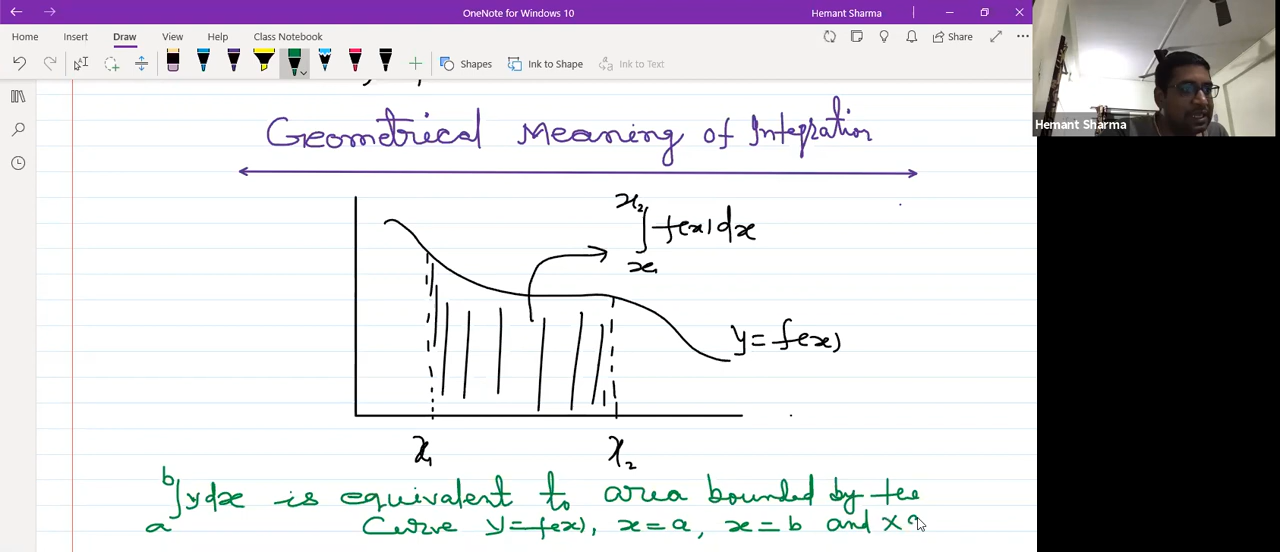 OneNote for Windows 10
Hemant Sharma
Home Insert Draw View Help Class Notebook
Share
Shapes Ink to Shape Ink to Text
Hemant Sharma
Geometrical Meaning of Integration
x₂
∫ f(x) dx
x₁
y = f(x)
x₁ x₂
b
∫ y dx is equivalent to area bounded by the
a Curve y = f(x), x = a, x = b and x